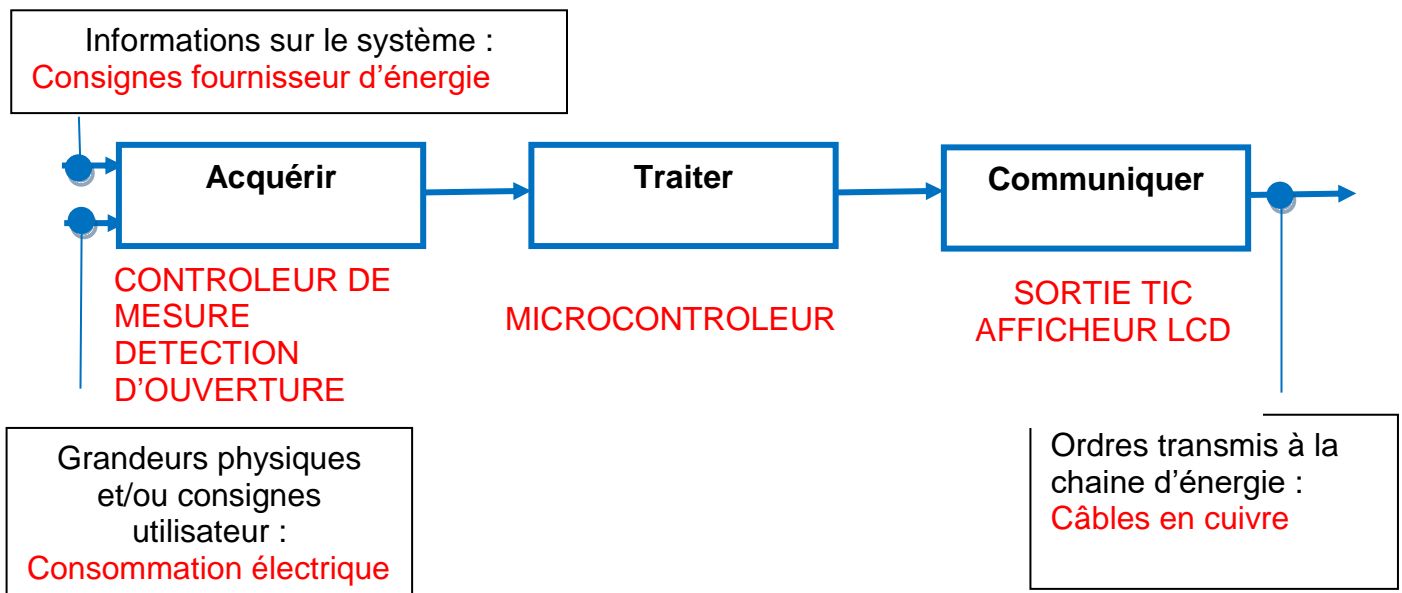 Informations sur le système :
Consignes fournisseur d'énergie
Acquérir
Traiter
Communiquer
CONTROLEUR DE
MESURE
DETECTION
D'OUVERTURE
MICROCONTROLEUR
SORTIE TIC
AFFICHEUR LCD
Grandeurs physiques
et/ou consignes
utilisateur :
Consommation électrique
Ordres transmis à la
chaine d'énergie :
Câbles en cuivre